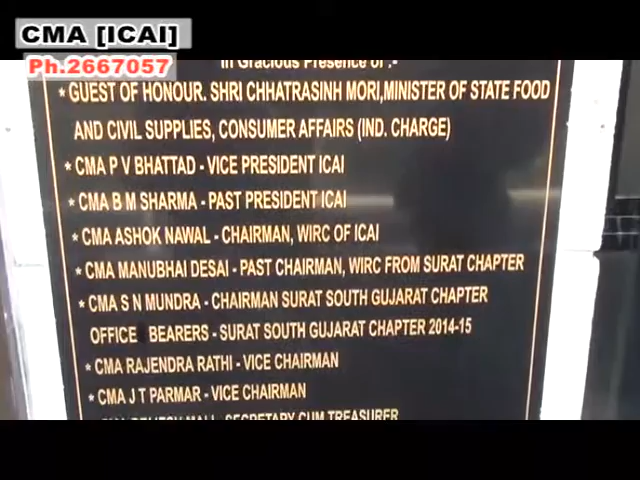 CMA [ICAI]
Ph.2667057
In Gracious Presence of :-
* GUEST OF HONOUR. SHRI CHHATRASINH MORI,MINISTER OF STATE FOOD
AND CIVIL SUPPLIES, CONSUMER AFFAIRS (IND. CHARGE)
* CMA P V BHATTAD - VICE PRESIDENT ICAI
* CMA B M SHARMA - PAST PRESIDENT ICAI
* CMA ASHOK NAWAL - CHAIRMAN, WIRC OF ICAI
* CMA MANUBHAI DESAI - PAST CHAIRMAN, WIRC FROM SURAT CHAPTER
* CMA S N MUNDRA - CHAIRMAN SURAT SOUTH GUJARAT CHAPTER
OFFICE BEARERS - SURAT SOUTH GUJARAT CHAPTER 2014-15
* CMA RAJENDRA RATHI - VICE CHAIRMAN
* CMA J T PARMAR - VICE CHAIRMAN
CMA - SECRETARY CUM TREASURER